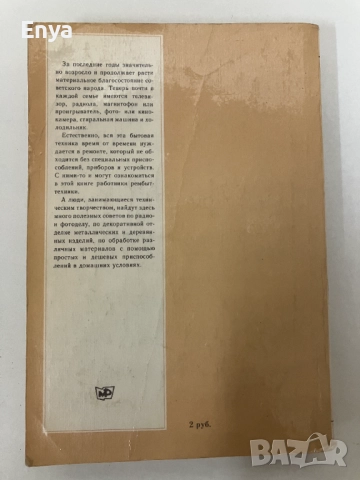 Enya
За последние годы значитель-
но возросло и продолжает расти
материальное благосостояние со-
ветского народа. Теперь почти в
каждой семье имеются телеви-
зор, радиола, магнитофон или
проигрыватель, фото- или кино-
камера, стиральная машина и хо-
лодильник.
Естественно, вся эта бытовая
техника время от времени нуж-
дается в ремонте, который не об-
ходится без специальных приспо-
соблений, приборов и устройств.
С ними-то и могут ознакомиться
в этой книге работники рембыт-
техники.
А люди, занимающиеся техни-
ческим творчеством, найдут здесь
много полезных советов по радио-
и фотоделу, по декоративной от-
делке металлических и деревян-
ных изделий, по обработке раз-
личных материалов с помощью
простых и дешевых приспособ-
лений в домашних условиях.
2 руб.
BAZAR
.bg